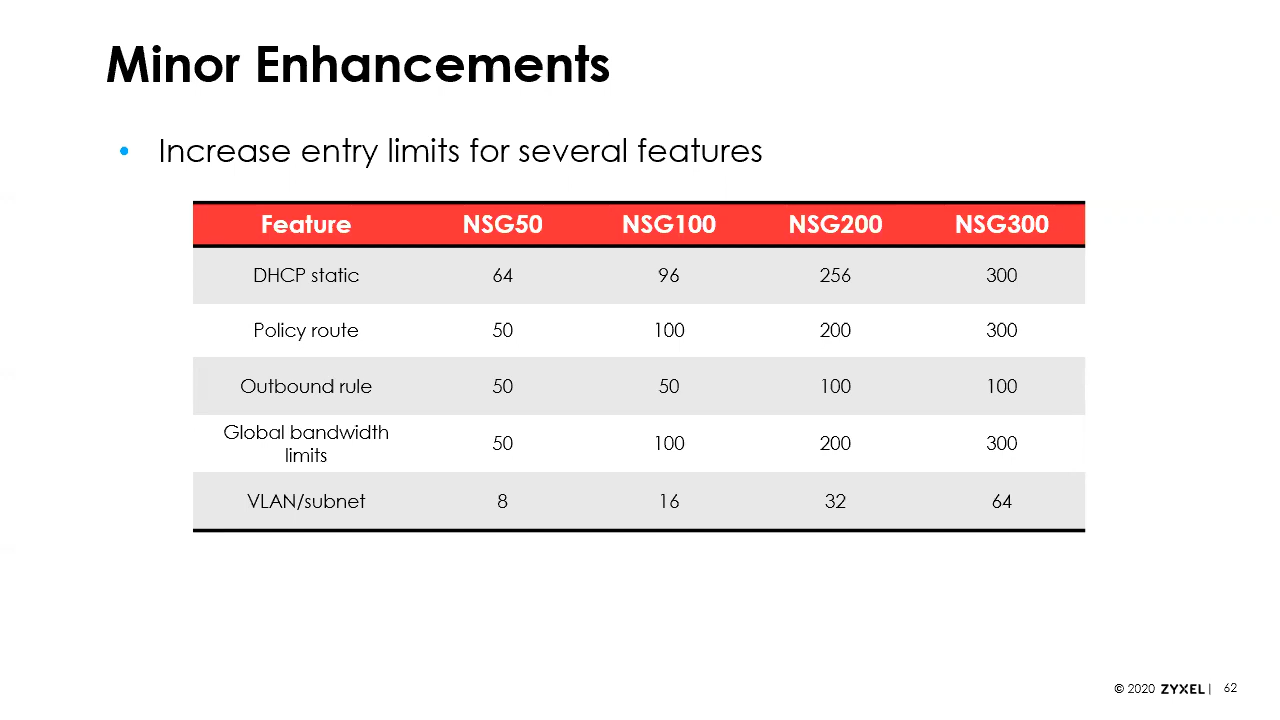 Minor Enhancements
• Increase entry limits for several features
Feature NSG50 NSG100 NSG200 NSG300
DHCP static 64 96 256 300
Policy route 50 100 200 300
Outbound rule 50 50 100 100
Global bandwidth
limits 50 100 200 300
VLAN/subnet 8 16 32 64
© 2020 ZYXEL | 62